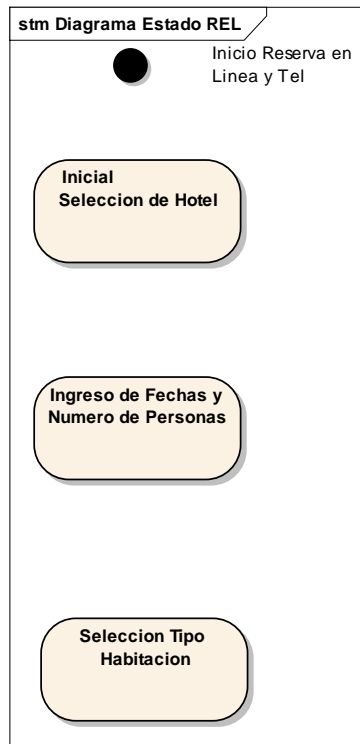 stm Diagrama Estado REL
Inicio Reserva en
Linea y Tel
Inicial
Seleccion de Hotel
Ingreso de Fechas y
Numero de Personas
Seleccion Tipo
Habitacion